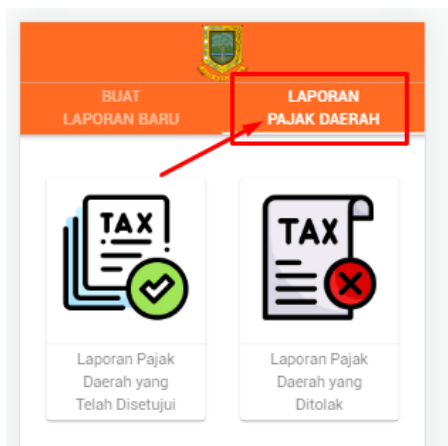 BUAT
LAPORAN BARU
LAPORAN
PAJAK DAERAH
TAX
TAX
Laporan Pajak
Daerah yang
Telah Disetujui
Laporan Pajak
Daerah yang
Ditolak